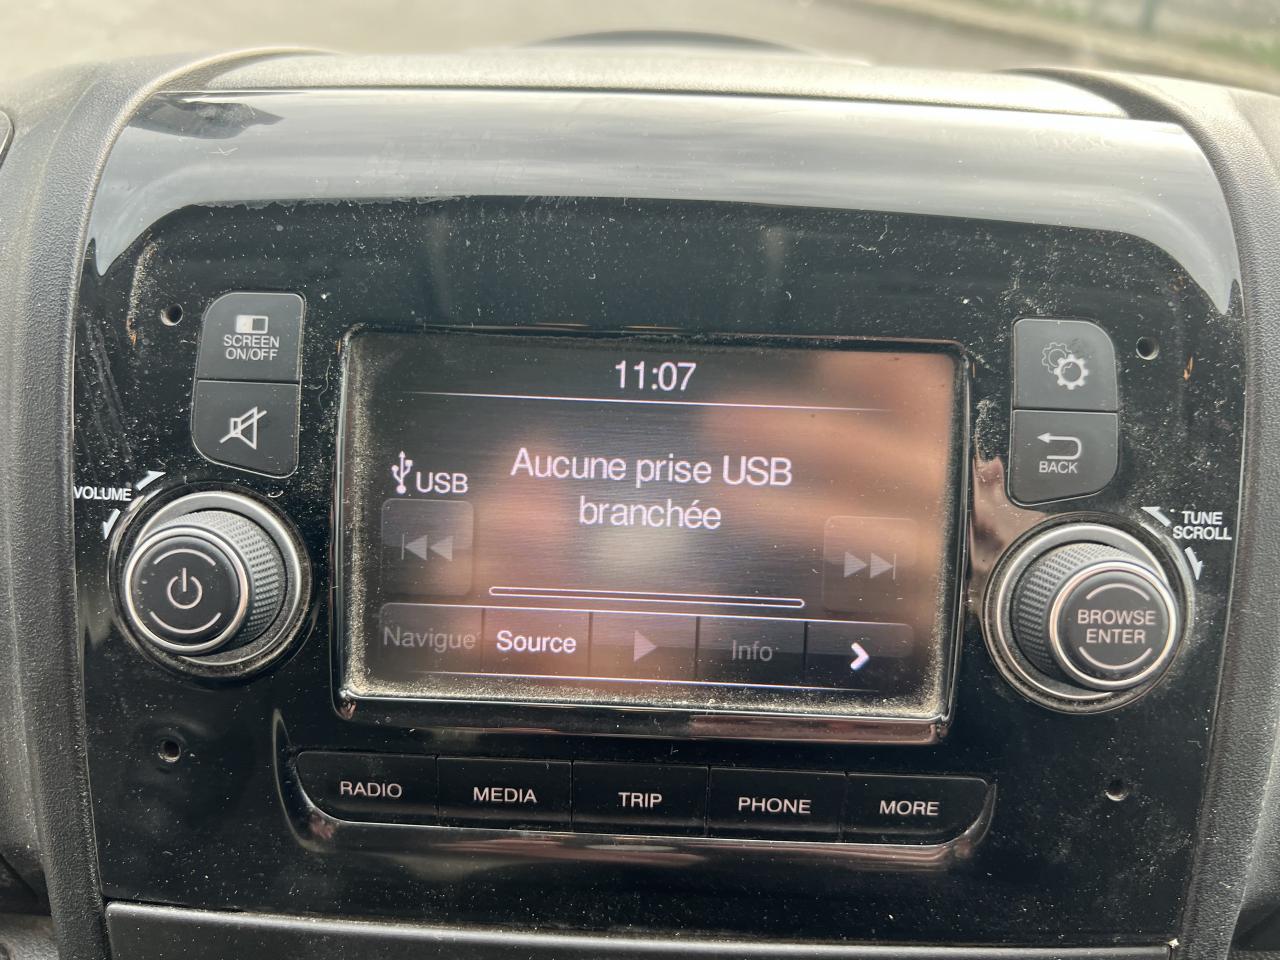 11:07
SCREEN
ON/OFF
VOLUME
USB
Aucune prise USB
branchée
BACK
TUNE
SCROLL
BROWSE
ENTER
Navigue
Source
Info
RADIO
MEDIA
TRIP
PHONE
MORE